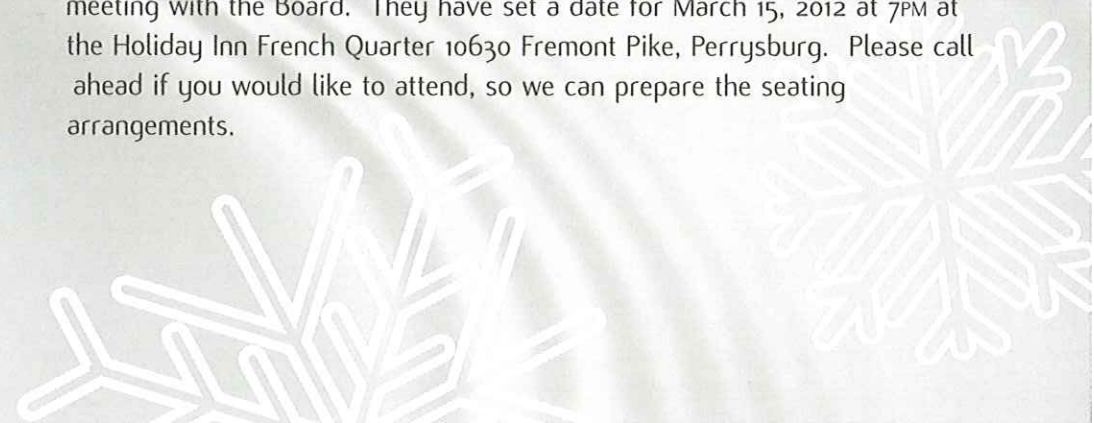 meeting with the Board.  They have set a date for March 15, 2012 at 7PM at
the Holiday Inn French Quarter 10630 Fremont Pike, Perrysburg.  Please call
ahead if you would like to attend, so we can prepare the seating
arrangements.